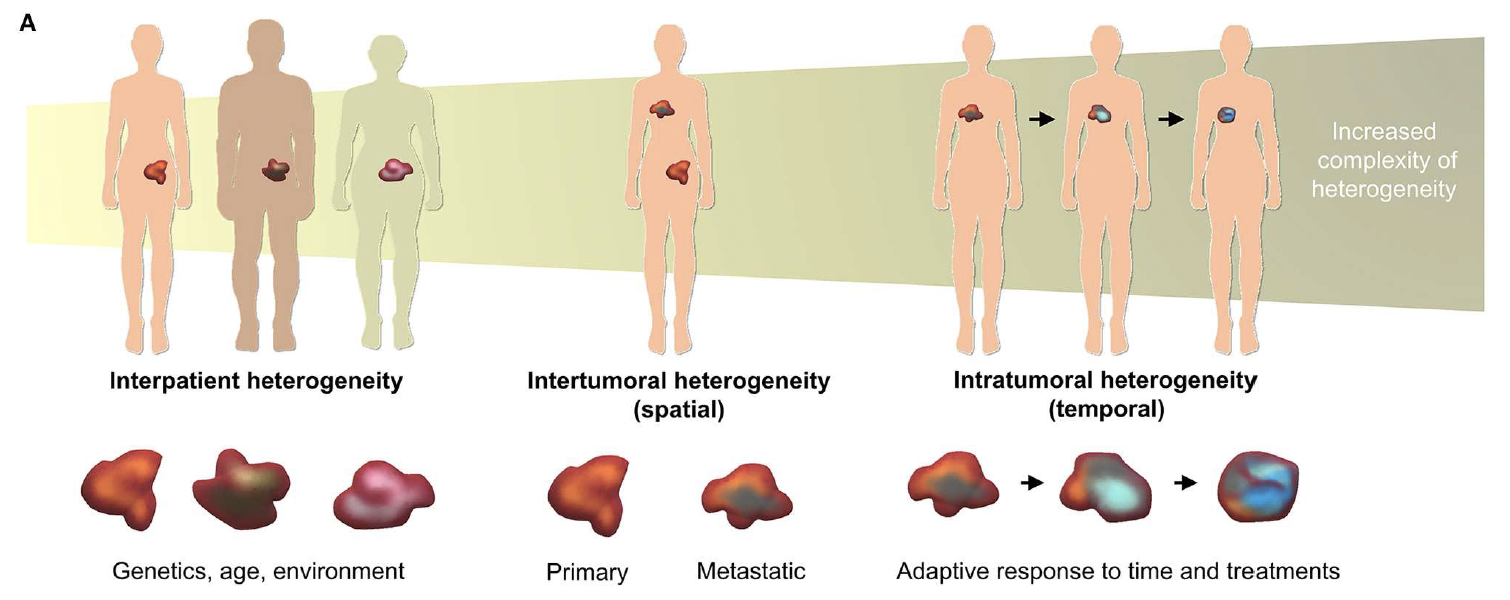 A
Increased
complexity of
heterogeneity
Interpatient heterogeneity
Intertumoral heterogeneity
(spatial)
Intratumoral heterogeneity
(temporal)
Genetics, age, environment
Primary
Metastatic
Adaptive response to time and treatments